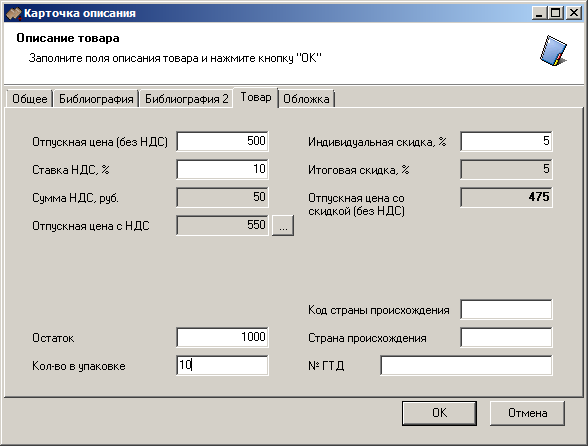 Карточка описания
Описание товара
Заполните поля описания товара и нажмите кнопку "ОК"
Общее Библиография Библиография 2 Товар Обложка
Отпускная цена (без НДС) 500 Индивидуальная скидка, % 5
Ставка НДС, % 10 Итоговая скидка, % 5
Сумма НДС, руб. 50 Отпускная цена со скидкой (без НДС) 475
Отпускная цена с НДС 550 ...
Код страны происхождения
Остаток 1000 Страна происхождения
Кол-во в упаковке 10 № ГТД
ОК Отмена